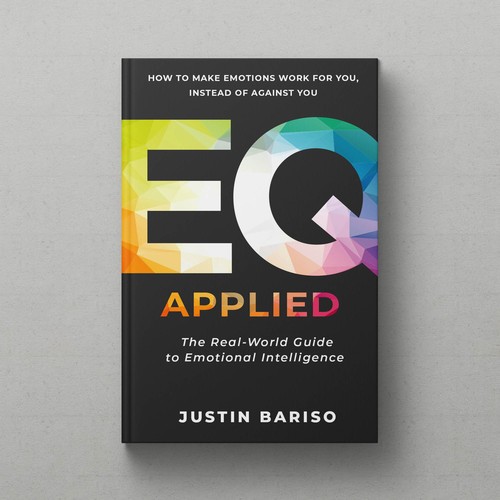 HOW TO MAKE EMOTIONS WORK FOR YOU,
INSTEAD OF AGAINST YOU
EQ
APPLIED
The Real-World Guide
to Emotional Intelligence
JUSTIN BARISO